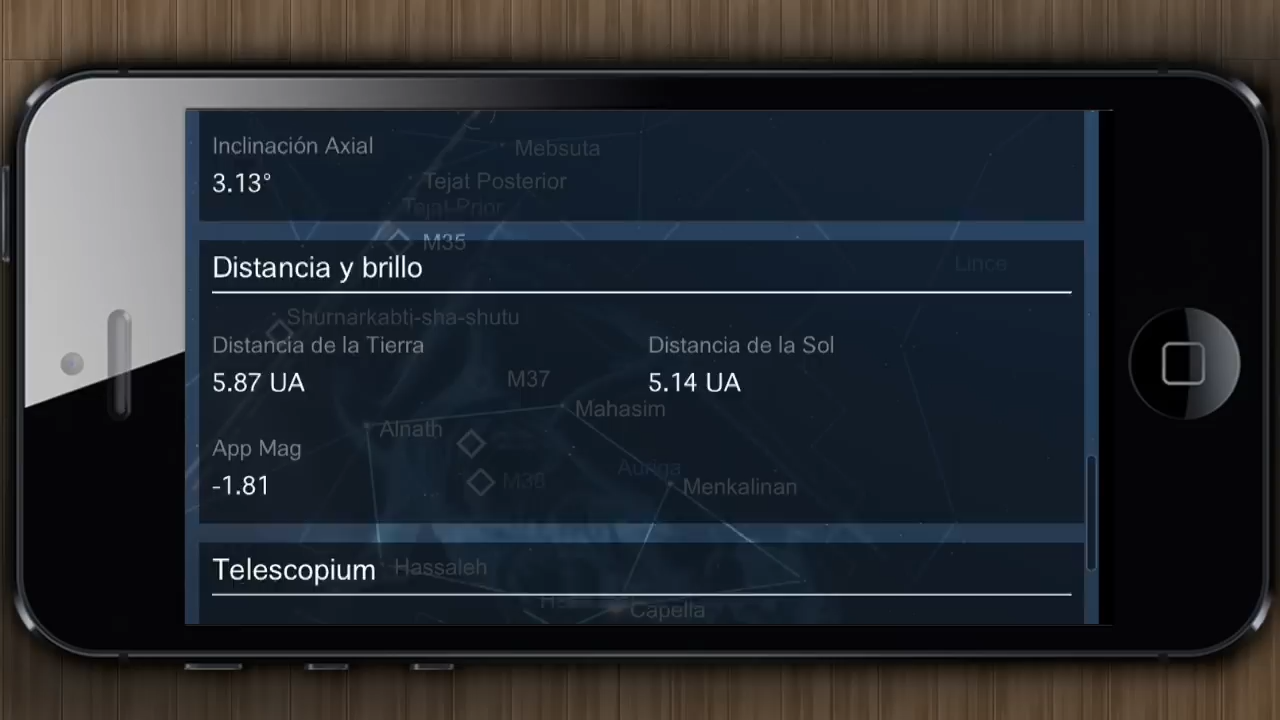 Inclinación Axial
Mebsuta
3.13°
Tejat Posterior
Tejat Prior
M35
Distancia y brillo
Lince
Shurnarkabti-sha-shutu
Distancia de la Tierra
Distancia de la Sol
5.87 UA
M37
5.14 UA
Mahasim
Alnath
App Mag
Auriga
-1.81
Menkalinan
Telescopium
Hassaleh
Capella